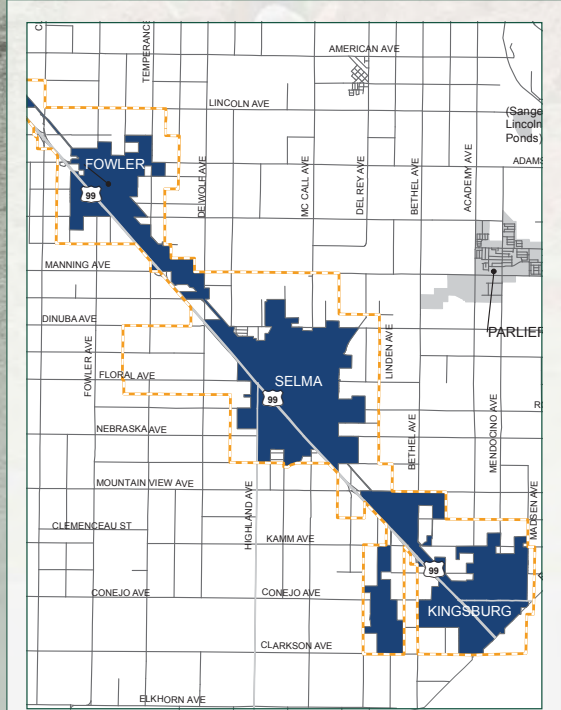 AMERICAN AVE
TEMPERANCE
LINCOLN AVE
(Sange
Lincoln
Ponds)
ADAMS
FOWLER
99
DE WOLF AVE
MC CALL AVE
DEL REY AVE
BETHEL AVE
ACADEMY AVE
MANNING AVE
DINUBA AVE
PARLIER
FOWLER AVE
LINDEN AVE
FLORAL AVE
SELMA
99
NEBRASKA AVE
BETHEL AVE
MENDOCINO AVE
MOUNTAIN VIEW AVE
HIGHLAND AVE
MADSEN AVE
CLEMENCEAU ST
KAMM AVE
99
CONEJO AVE
CONEJO AVE
KINGSBURG
CLARKSON AVE
ELKHORN AVE